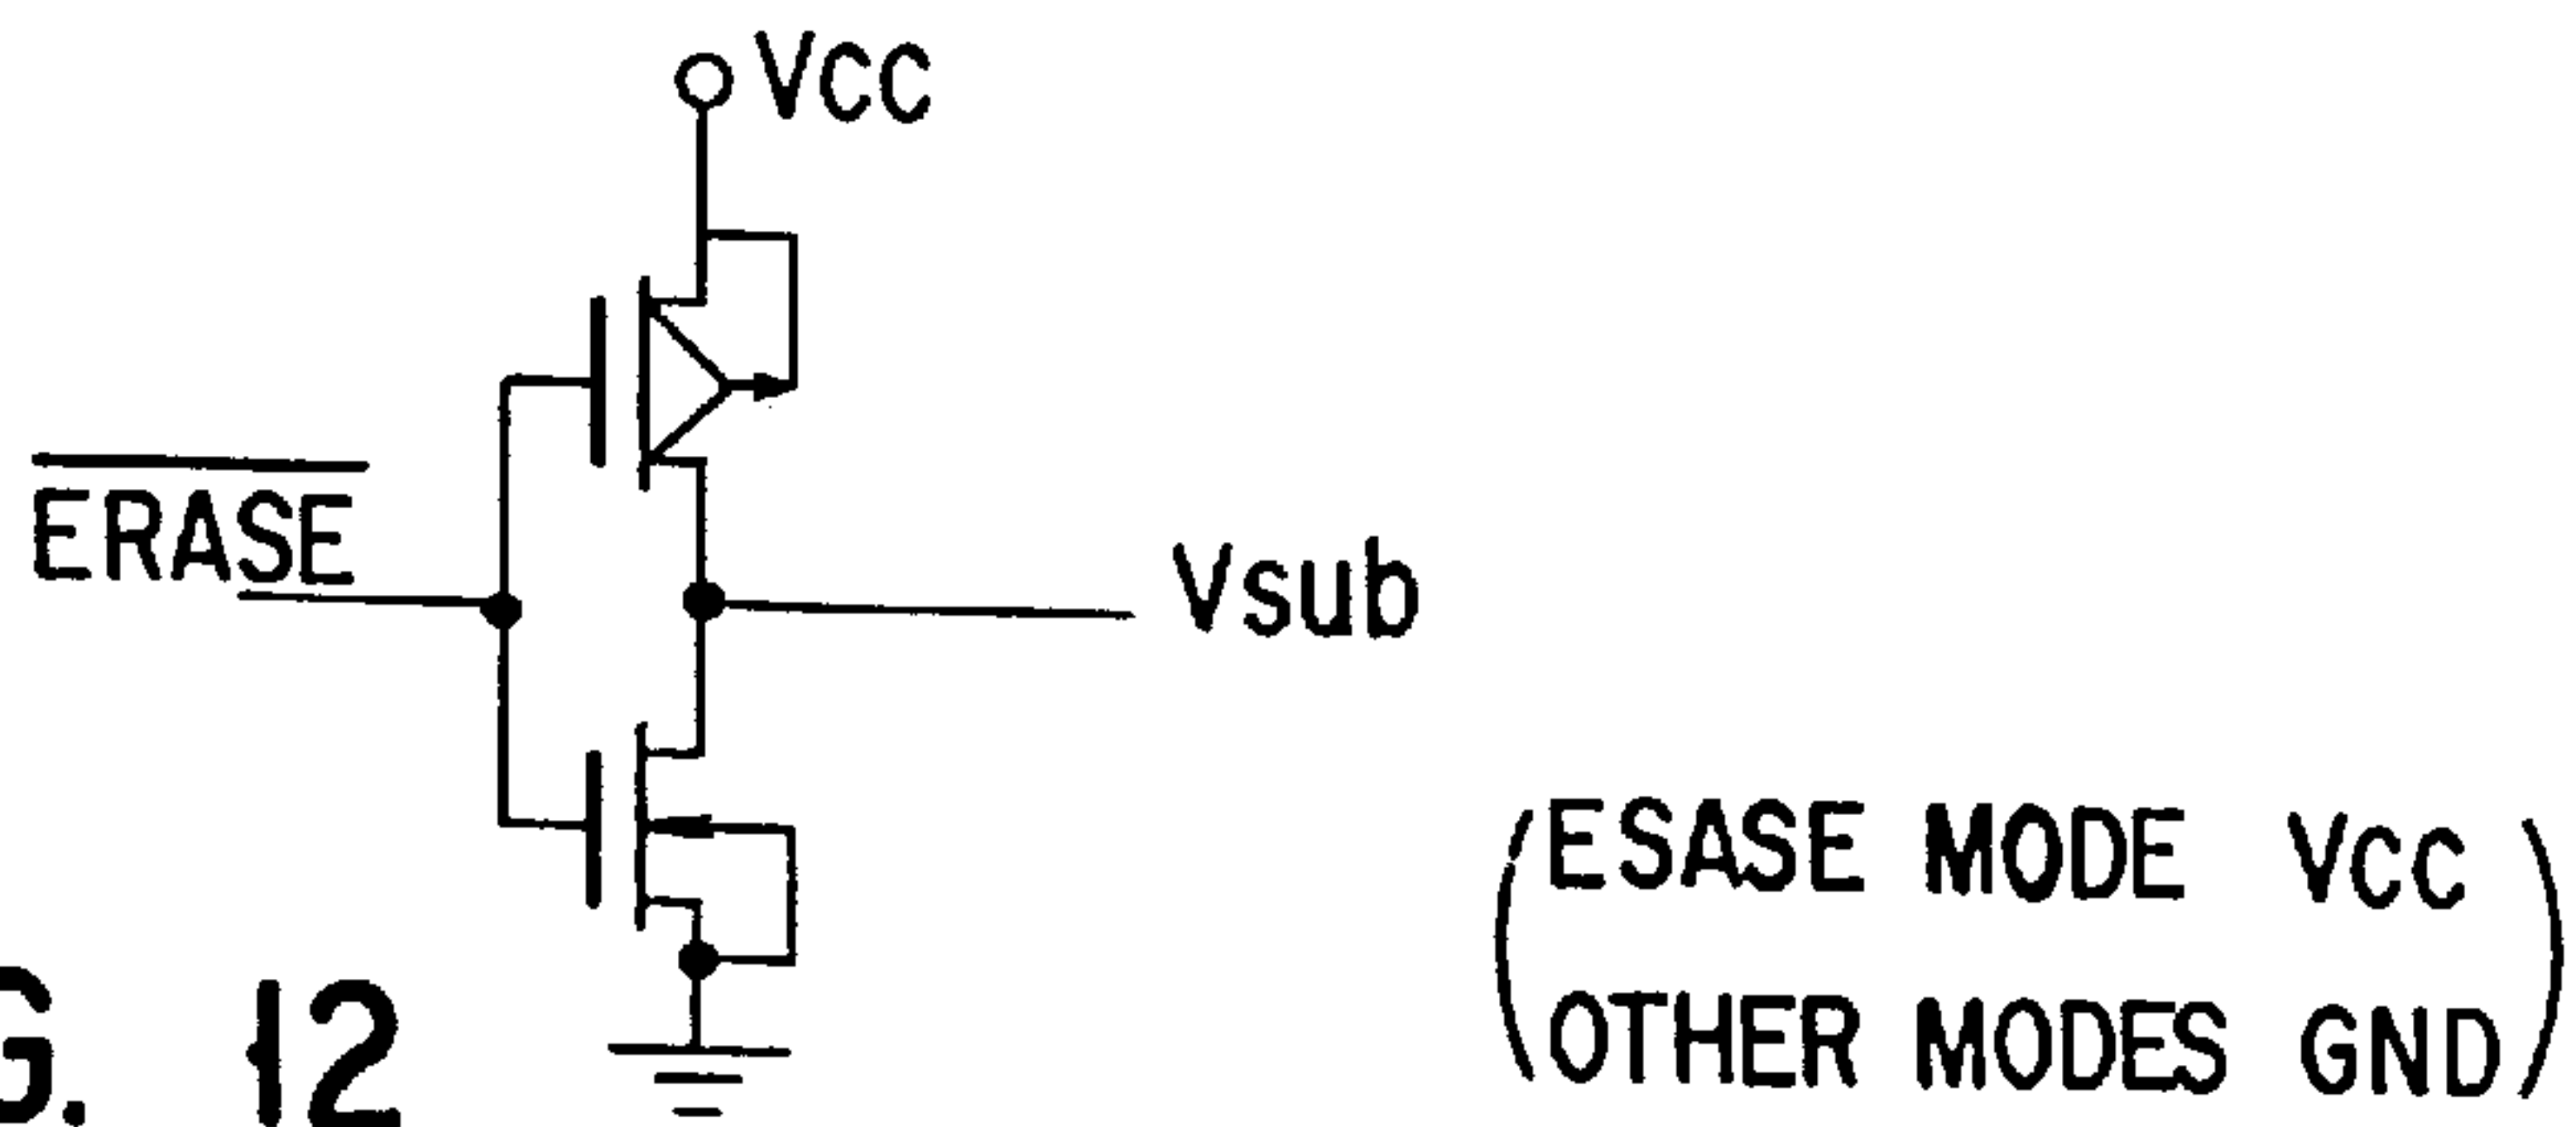 Vcc
ERASE
Vsub
ESASE MODE Vcc
OTHER MODES GND
G. 12